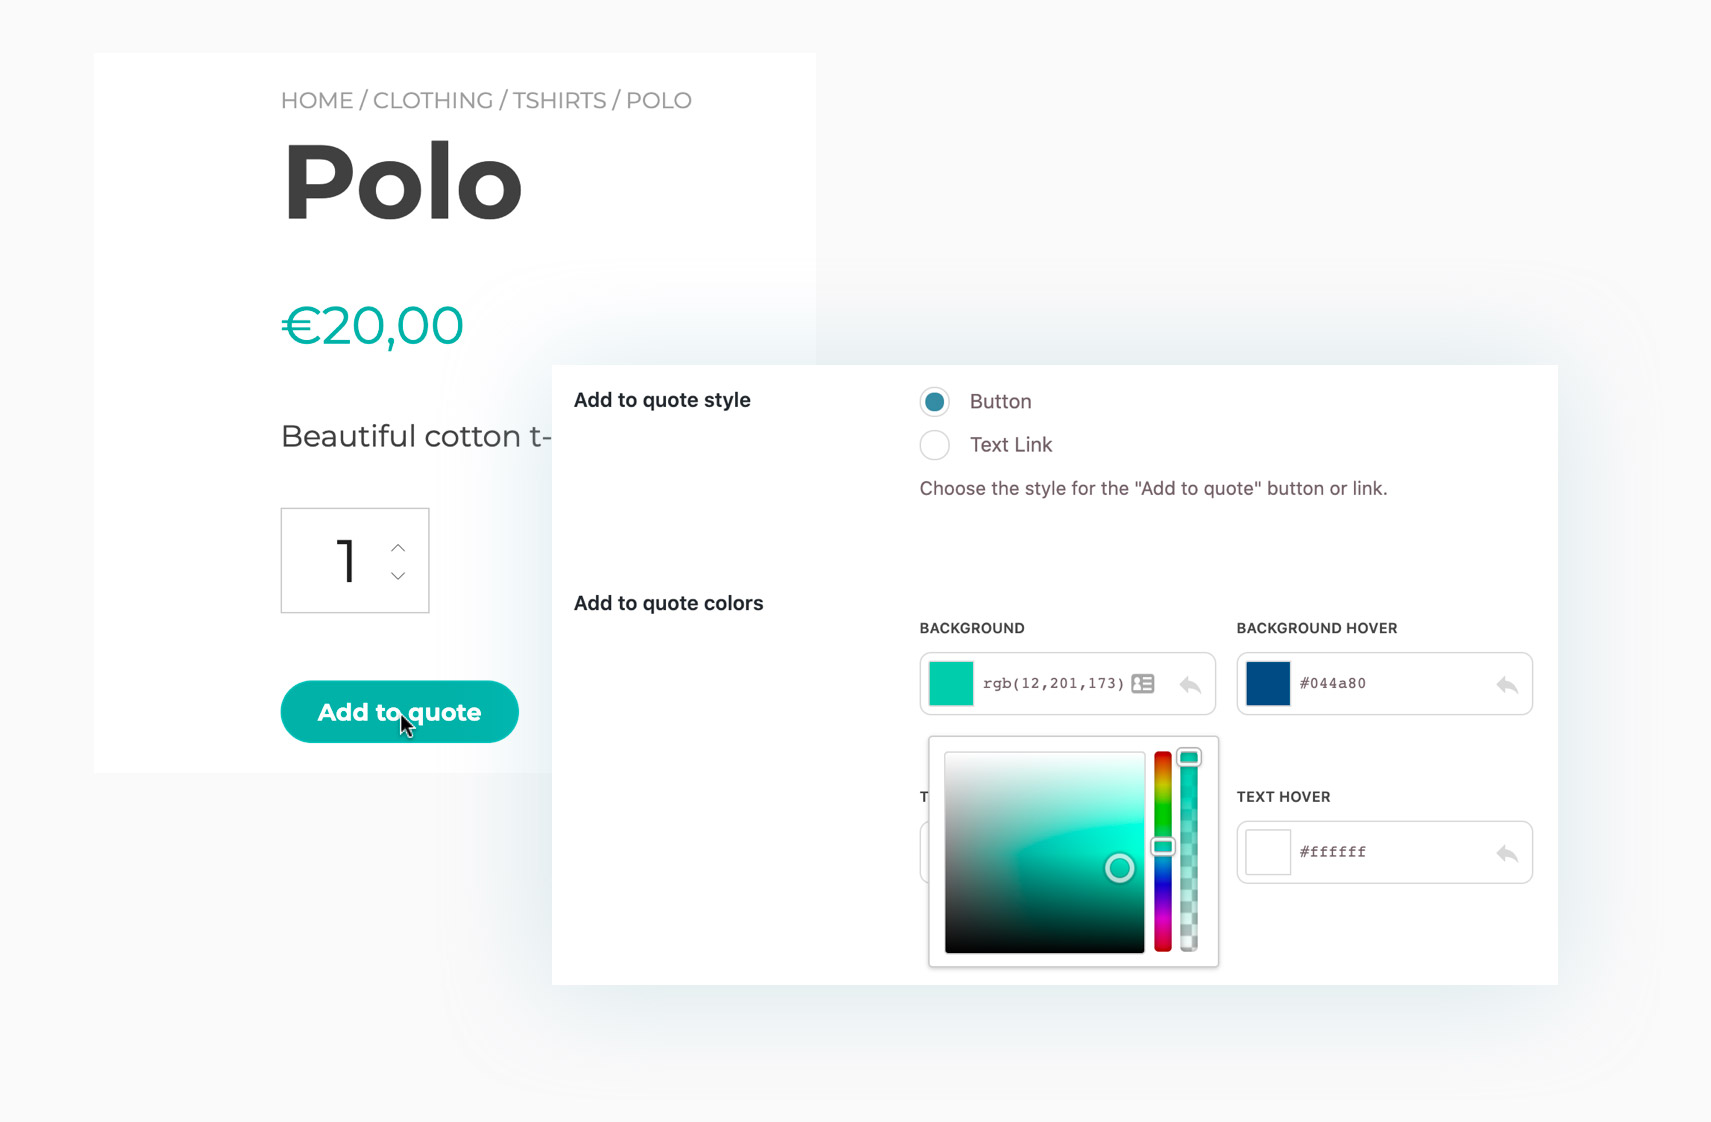 HOME / CLOTHING / TSHIRTS / POLO
Polo
€20,00
Beautiful cotton t-
1
Add to quote
Add to quote style
Button
Text Link
Choose the style for the "Add to quote" button or link.
Add to quote colors
BACKGROUND
BACKGROUND HOVER
rgb(12,201,173)
#044a80
T
TEXT HOVER
#ffffff